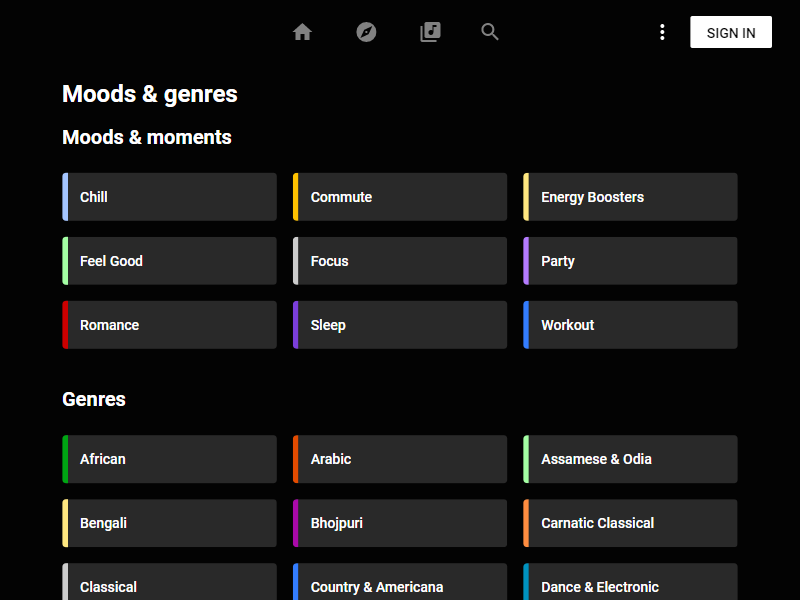 SIGN IN
Moods & genres
Moods & moments
Chill
Commute
Energy Boosters
Feel Good
Focus
Party
Romance
Sleep
Workout
Genres
African
Arabic
Assamese & Odia
Bengali
Bhojpuri
Carnatic Classical
Classical
Country & Americana
Dance & Electronic